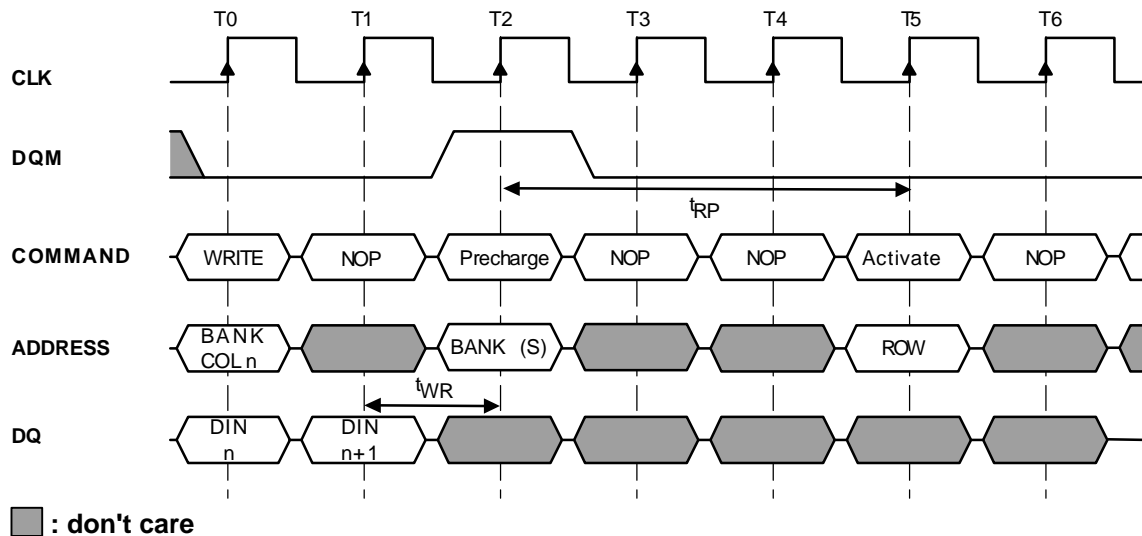 T0 T1 T2 T3 T4 T5 T6
CLK
DQM
tRP
COMMAND WRITE NOP Precharge NOP NOP Activate NOP
ADDRESS BANK COL n BANK (S) ROW
tWR
DQ DIN n DIN n+1
: don't care